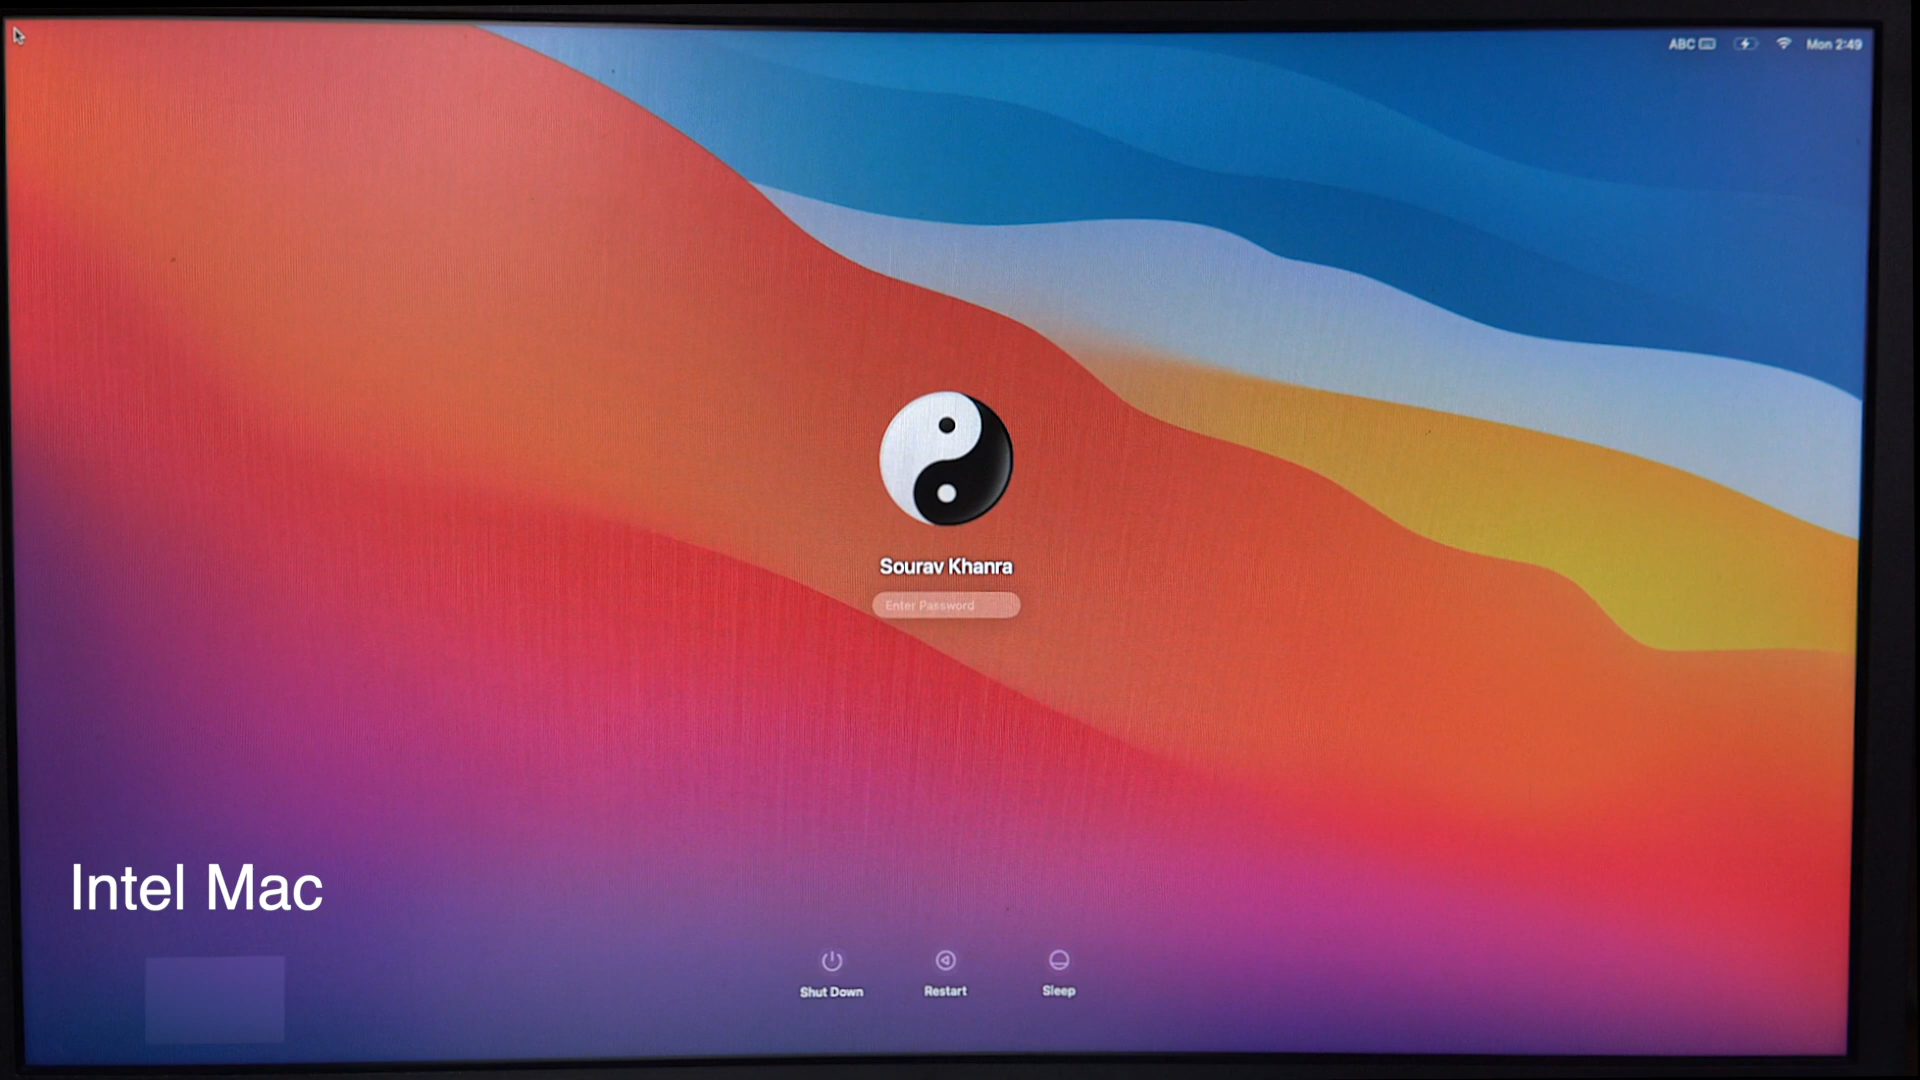 ABC
Mon 2:49
Sourav Khanra
Enter Password
Intel Mac
Shut Down
Restart
Sleep